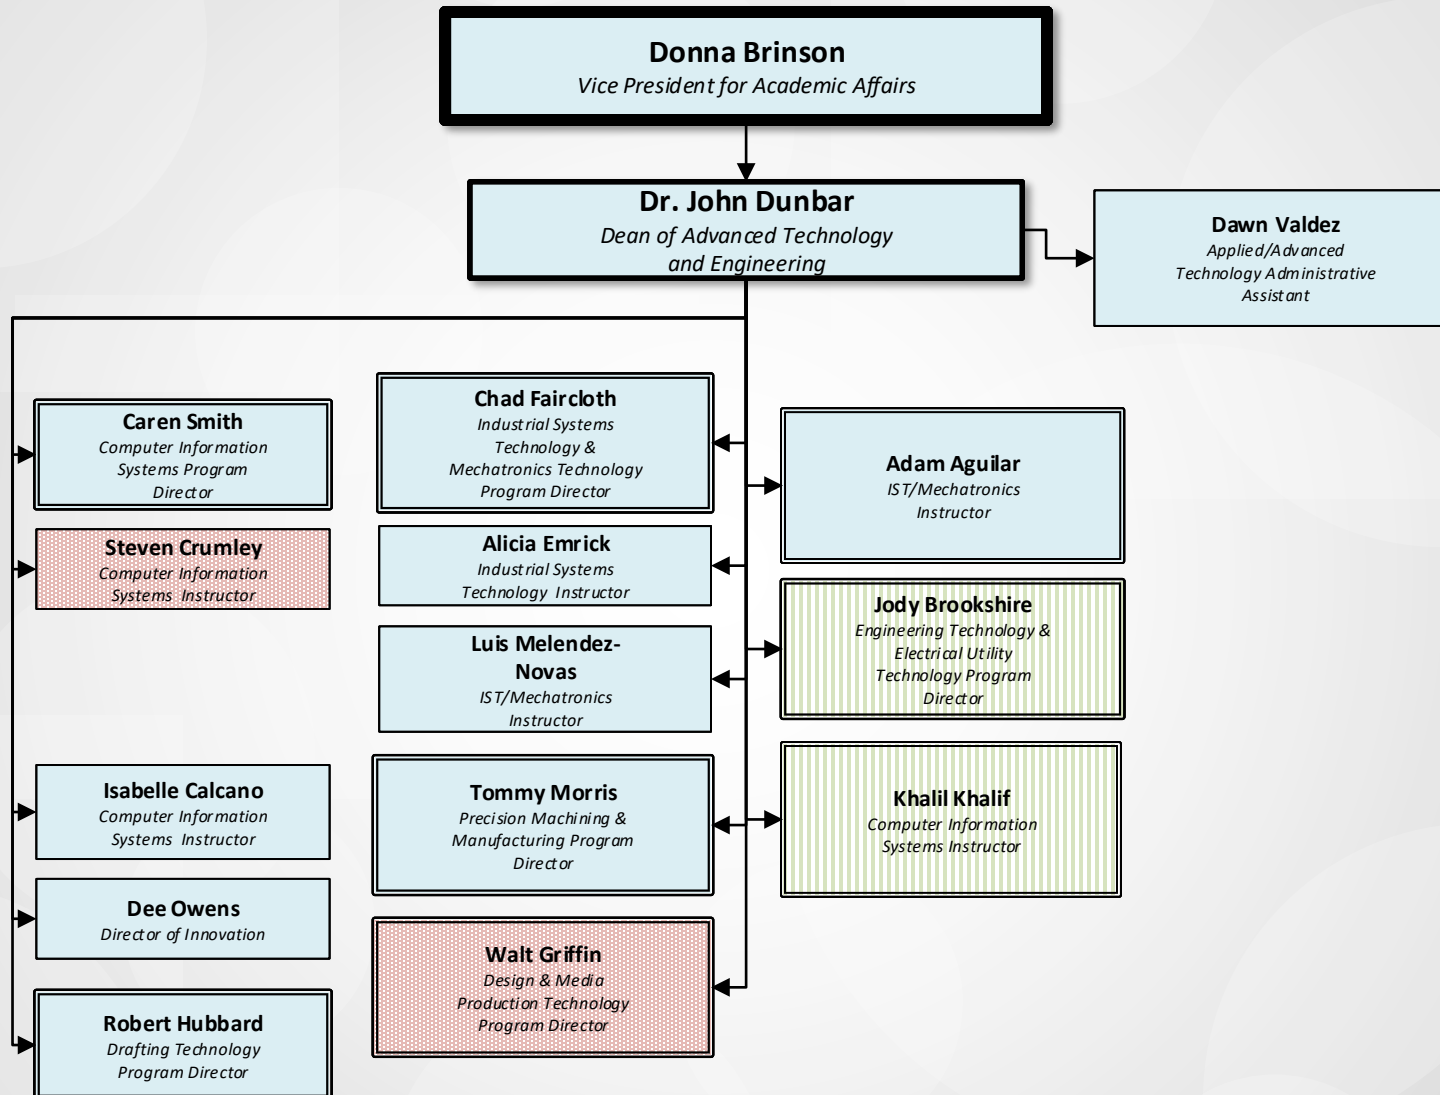 Donna Brinson
Vice President for Academic Affairs
Dr. John Dunbar
Dean of Advanced Technology
and Engineering
Dawn Valdez
Applied/Advanced
Technology Administrative
Assistant
Caren Smith
Computer Information
Systems Program
Director
Steven Crumley
Computer Information
Systems Instructor
Isabelle Calcano
Computer Information
Systems Instructor
Dee Owens
Director of Innovation
Robert Hubbard
Drafting Technology
Program Director
Chad Faircloth
Industrial Systems
Technology &
Mechatronics Technology
Program Director
Alicia Emrick
Industrial Systems
Technology Instructor
Luis Melendez-
Novas
IST/Mechatronics
Instructor
Tommy Morris
Precision Machining &
Manufacturing Program
Director
Walt Griffin
Design & Media
Production Technology
Program Director
Adam Aguilar
IST/Mechatronics
Instructor
Jody Brookshire
Engineering Technology &
Electrical Utility
Technology Program
Director
Khalil Khalif
Computer Information
Systems Instructor